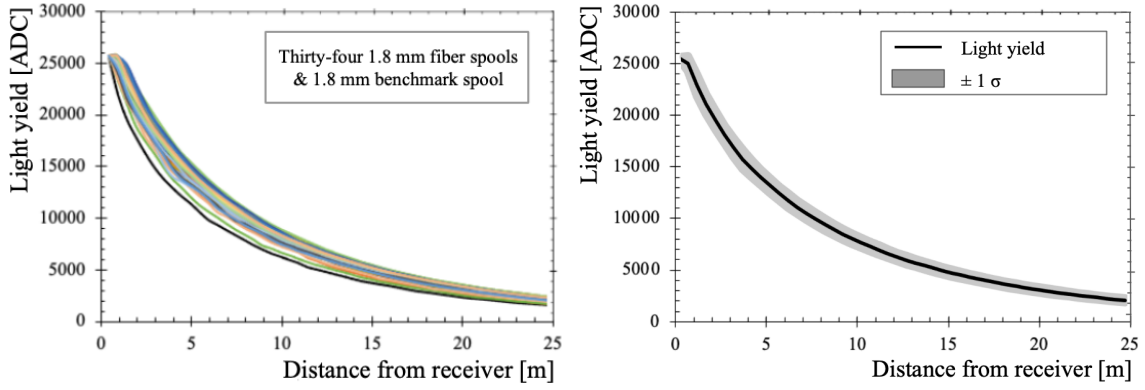 30000
25000
20000
15000
10000
5000
0
Light yield [ADC]
Thirty-four 1.8 mm fiber spools
& 1.8 mm benchmark spool
0 5 10 15 20 25
Distance from receiver [m]
30000
25000
20000
15000
10000
5000
0
Light yield [ADC]
Light yield
± 1 σ
0 5 10 15 20 25
Distance from receiver [m]